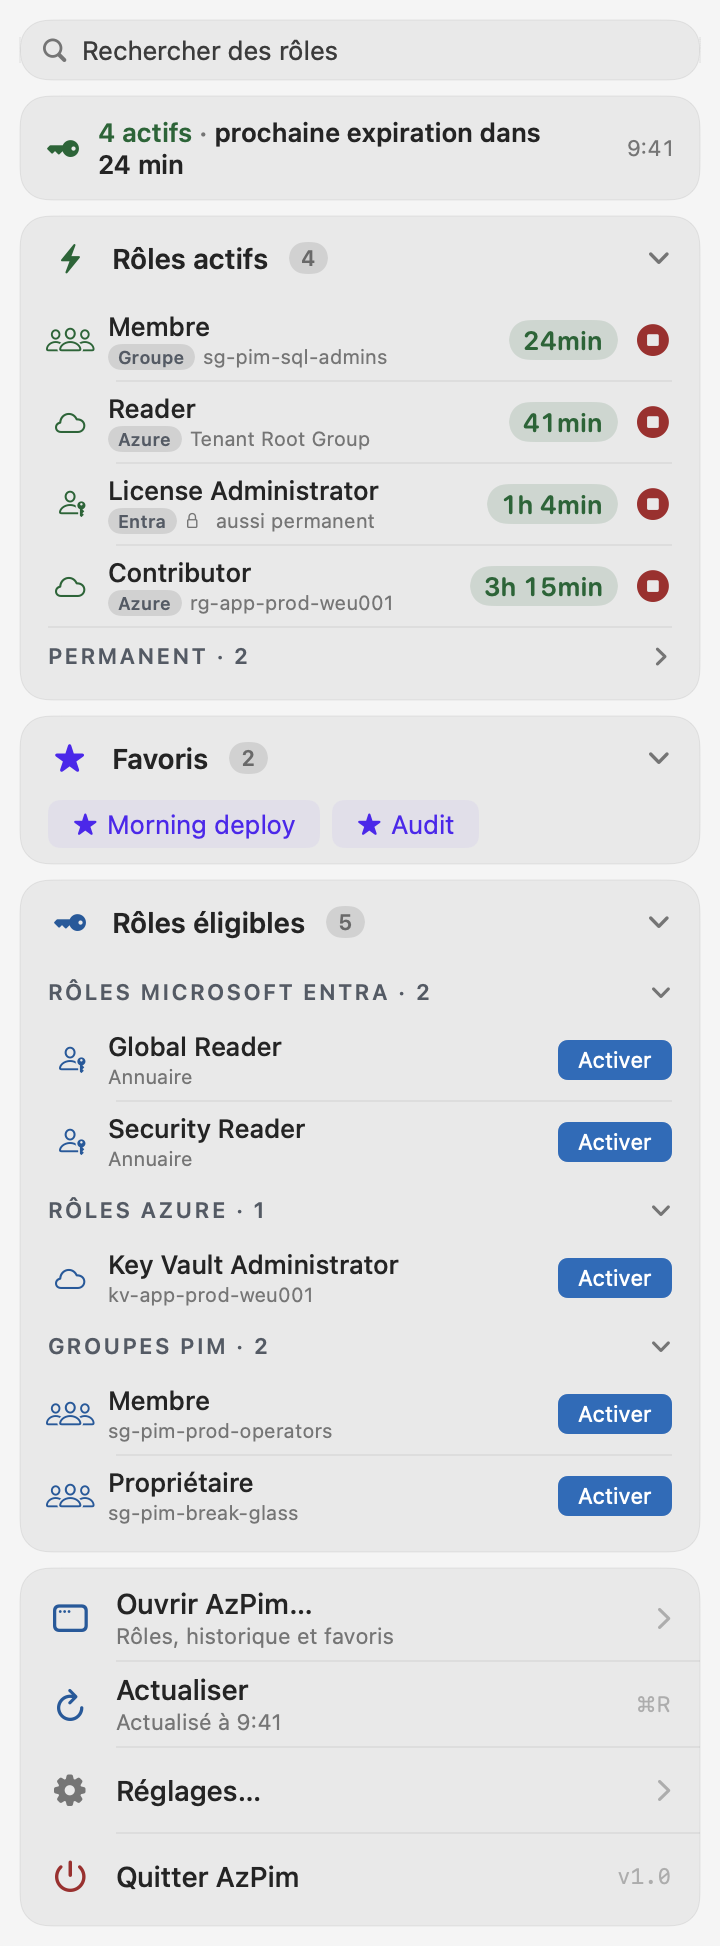 Rechercher des rôles
4 actifs · prochaine expiration dans
24 min
9:41
Rôles actifs 4
Membre
Groupe sg-pim-sql-admins
24min
Reader
Azure Tenant Root Group
41min
License Administrator
Entra aussi permanent
1h 4min
Contributor
Azure rg-app-prod-weu001
3h 15min
PERMANENT · 2
Favoris 2
Morning deploy
Audit
Rôles éligibles 5
RÔLES MICROSOFT ENTRA · 2
Global Reader
Annuaire
Activer
Security Reader
Annuaire
Activer
RÔLES AZURE · 1
Key Vault Administrator
kv-app-prod-weu001
Activer
GROUPES PIM · 2
Membre
sg-pim-prod-operators
Activer
Propriétaire
sg-pim-break-glass
Activer
Ouvrir AzPim...
Rôles, historique et favoris
Actualiser
Actualisé à 9:41
⌘R
Réglages...
Quitter AzPim
v1.0